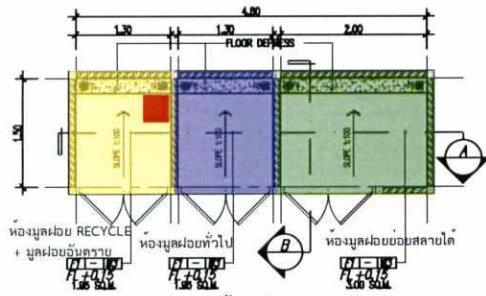 4.60
1.30 1.30 2.00
FLOOR DEPRESS
1.50
SLOPE 1:100 SLOPE 1:100 SLOPE 1:100
A
B
ห้องมูลฝอย RECYCLE
+ มูลฝอยอันตราย
ห้องมูลฝอยทั่วไป
ห้องมูลฝอยย่อยสลายได้
FL +0.15 FL +0.15 FL +0.15
1.95 SQ.M. 1.95 SQ.M. 3.00 SQ.M.